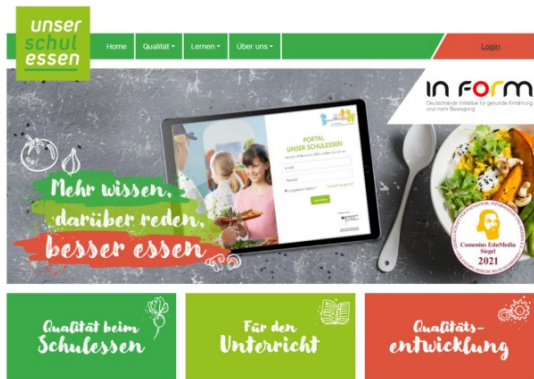 unser
schul
essen
Home
Qualität
Lernen
Über uns
Login
IN FORM
Deutschlands Initiative für gesunde Ernährung
und mehr Bewegung
PORTAL
UNSER SCHULESSEN
Mehr wissen,
darüber reden,
besser essen
Comenius EduMedia
Siegel
2021
Qualität beim
Schulessen
Für den
Unterricht
Qualitäts-
entwicklung